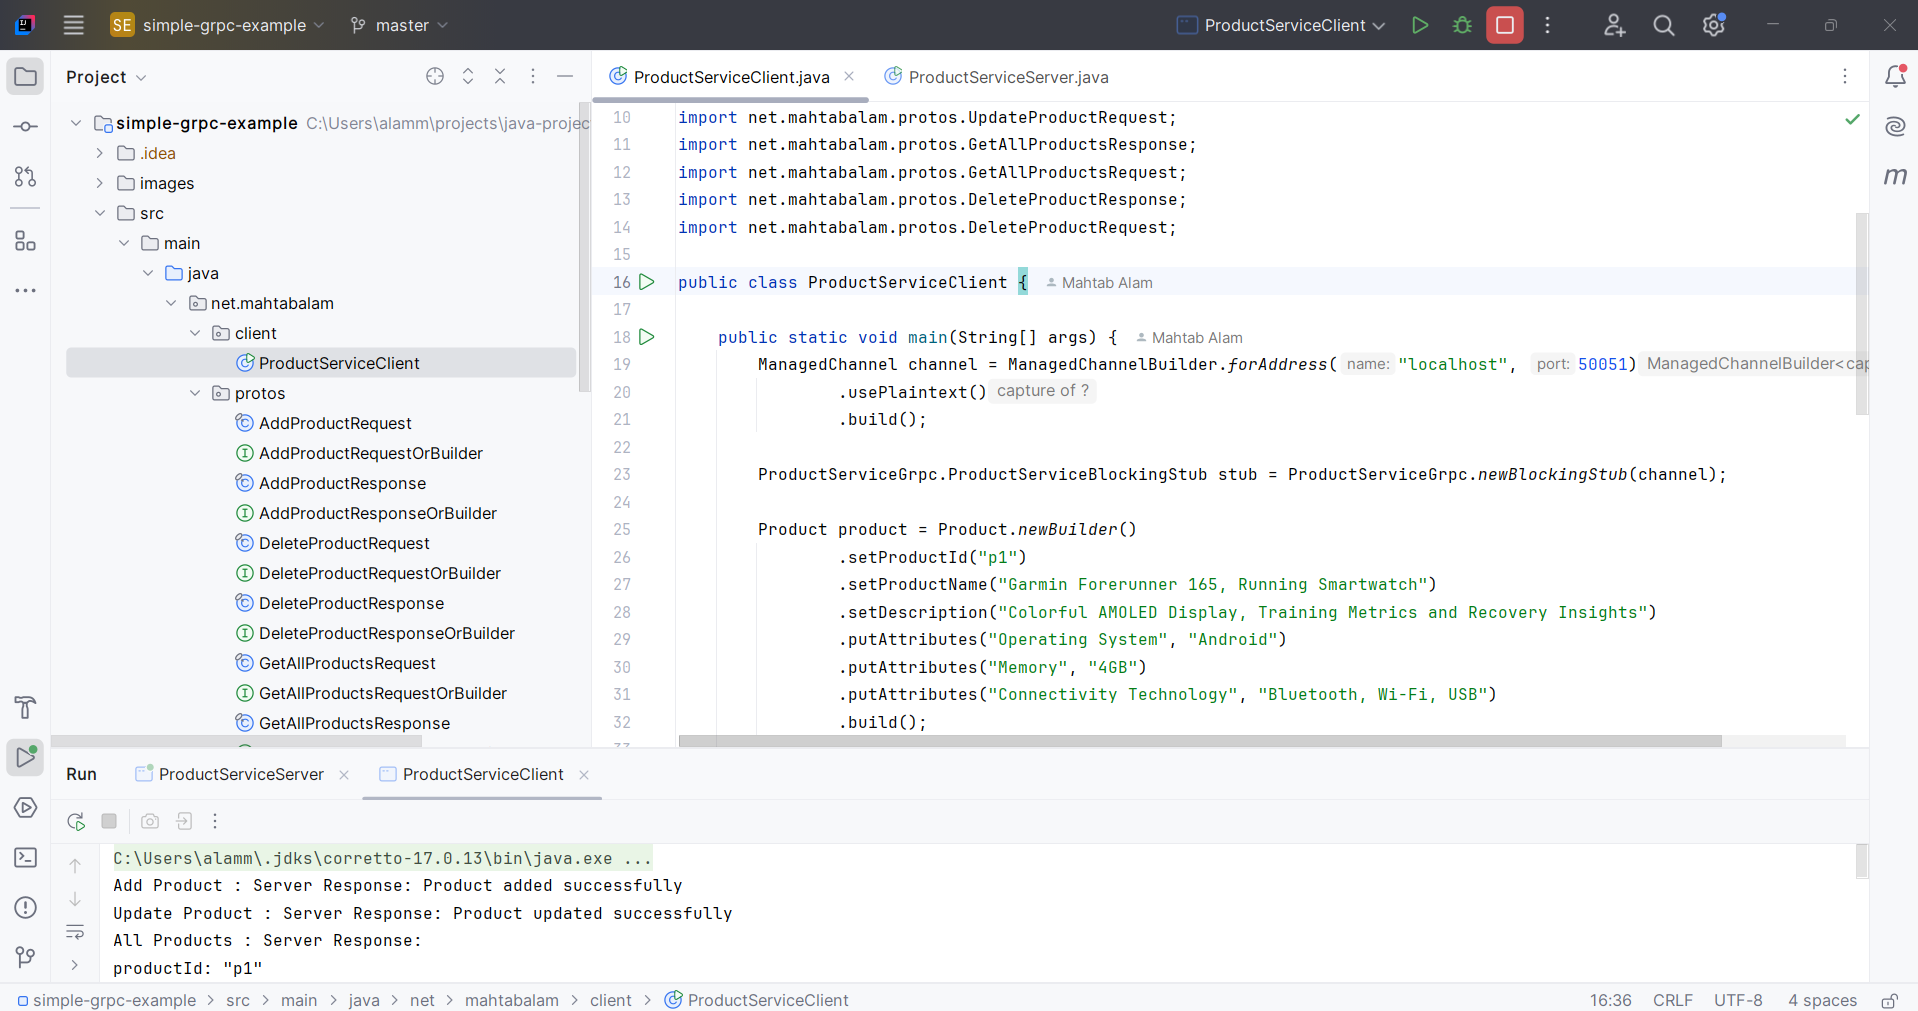 SE simple-grpc-example master ProductServiceClient
Project
simple-grpc-example C:\Users\alamm\projects\java-projec
.idea
images
src
main
java
net.mahtabalam
client
ProductServiceClient
protos
AddProductRequest
AddProductRequestOrBuilder
AddProductResponse
AddProductResponseOrBuilder
DeleteProductRequest
DeleteProductRequestOrBuilder
DeleteProductResponse
DeleteProductResponseOrBuilder
GetAllProductsRequest
GetAllProductsRequestOrBuilder
GetAllProductsResponse
ProductServiceClient.java ProductServiceServer.java
10 import net.mahtabalam.protos.UpdateProductRequest;
11 import net.mahtabalam.protos.GetAllProductsResponse;
12 import net.mahtabalam.protos.GetAllProductsRequest;
13 import net.mahtabalam.protos.DeleteProductResponse;
14 import net.mahtabalam.protos.DeleteProductRequest;
15
16 public class ProductServiceClient { Mahtab Alam
17
18 public static void main(String[] args) { Mahtab Alam
19 ManagedChannel channel = ManagedChannelBuilder.forAddress( name: "localhost", port: 50051) ManagedChannelBuilder<cap
20 .usePlaintext() capture of ?
21 .build();
22
23 ProductServiceGrpc.ProductServiceBlockingStub stub = ProductServiceGrpc.newBlockingStub(channel);
24
25 Product product = Product.newBuilder()
26 .setProductId("p1")
27 .setProductName("Garmin Forerunner 165, Running Smartwatch")
28 .setDescription("Colorful AMOLED Display, Training Metrics and Recovery Insights")
29 .putAttributes("Operating System", "Android")
30 .putAttributes("Memory", "4GB")
31 .putAttributes("Connectivity Technology", "Bluetooth, Wi-Fi, USB")
32 .build();
33
Run ProductServiceServer ProductServiceClient
C:\Users\alamm\.jdks\corretto-17.0.13\bin\java.exe ...
Add Product : Server Response: Product added successfully
Update Product : Server Response: Product updated successfully
All Products : Server Response:
productId: "p1"
simple-grpc-example > src > main > java > net > mahtabalam > client > ProductServiceClient 16:36 CRLF UTF-8 4 spaces